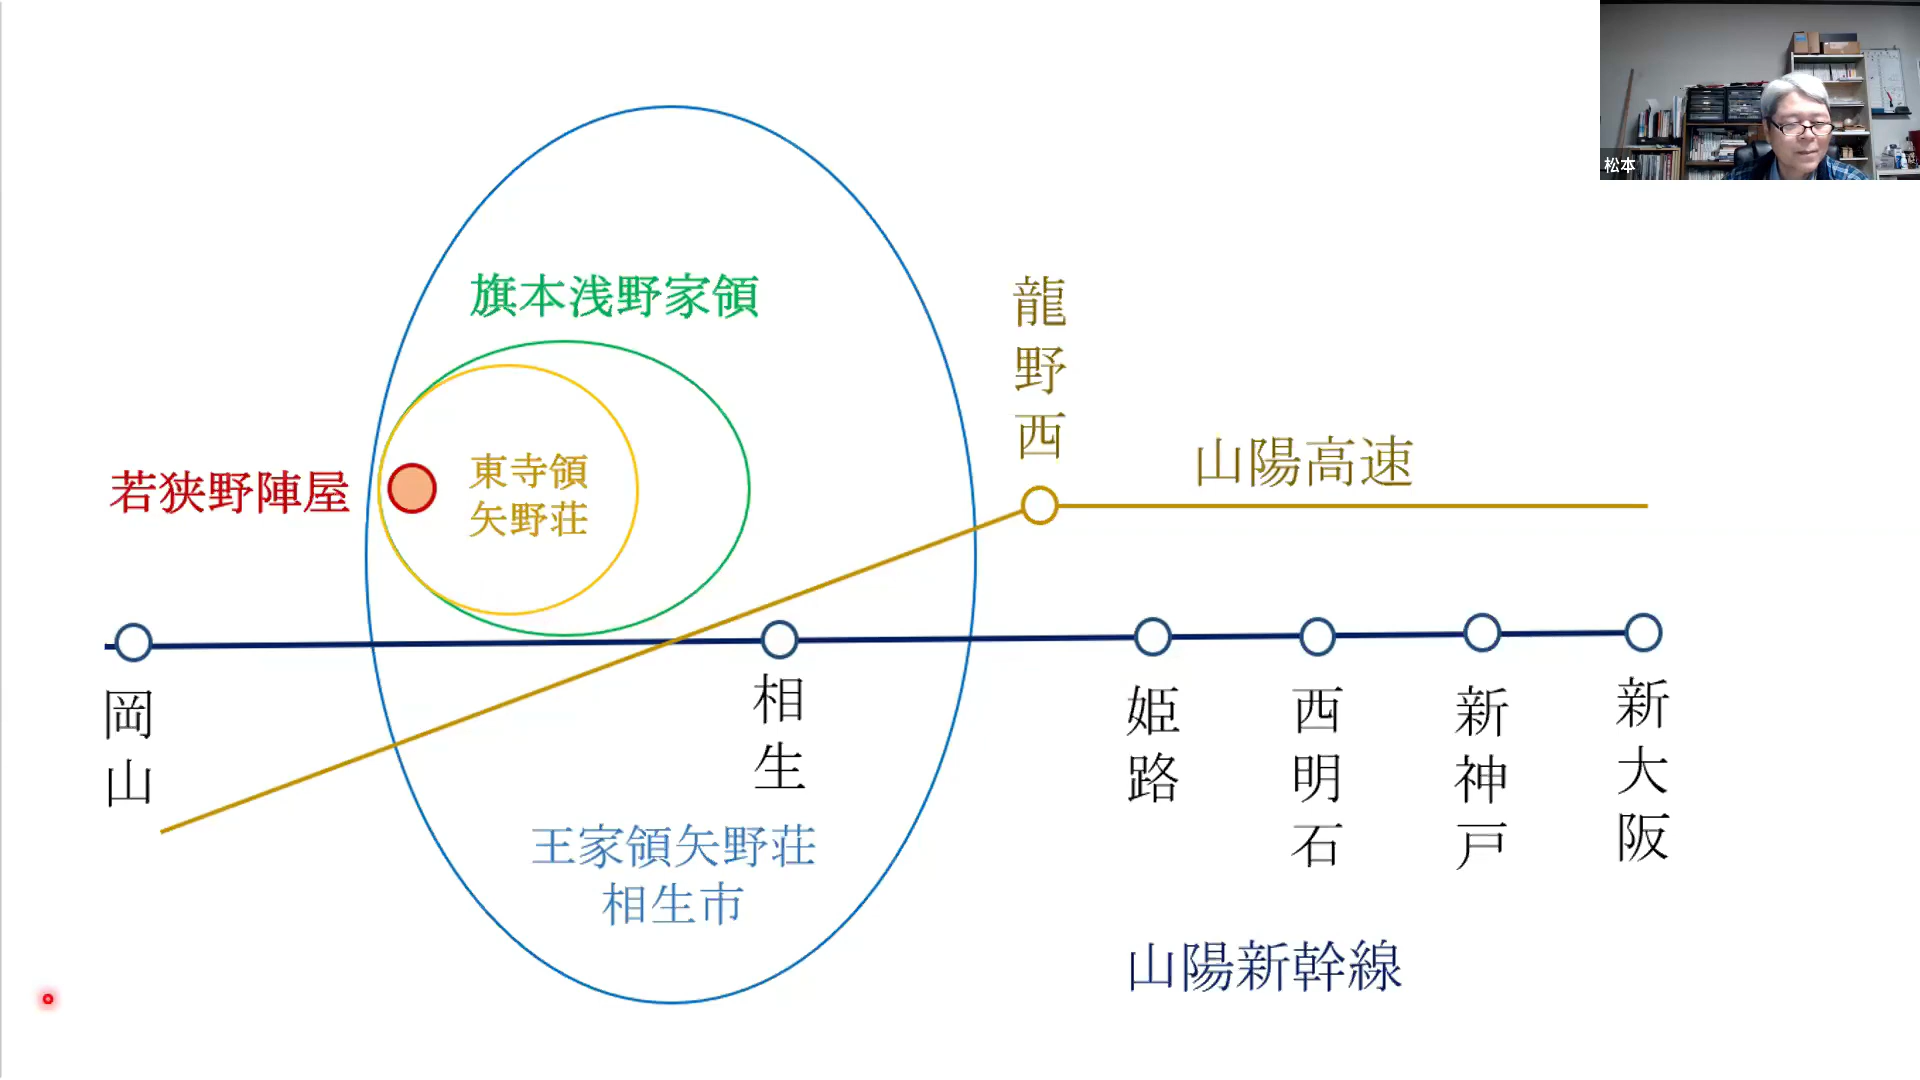 松本
旗本浅野家領
龍野西
山陽高速
若狭野陣屋
東寺領
矢野荘
岡山
相生
姫路
西明石
新神戸
新大阪
王家領矢野荘
相生市
山陽新幹線